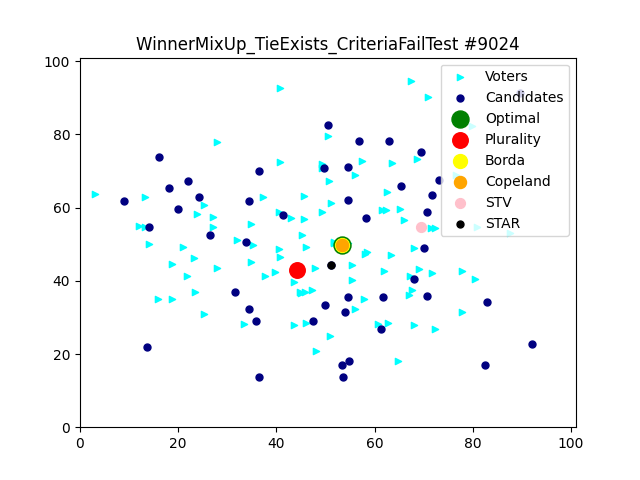 WinnerMixUp_TieExists_CriteriaFailTest #9024
100
80
60
40
20
0
0 20 40 60 80 100
Voters
Candidates
Optimal
Plurality
Borda
Copeland
STV
STAR